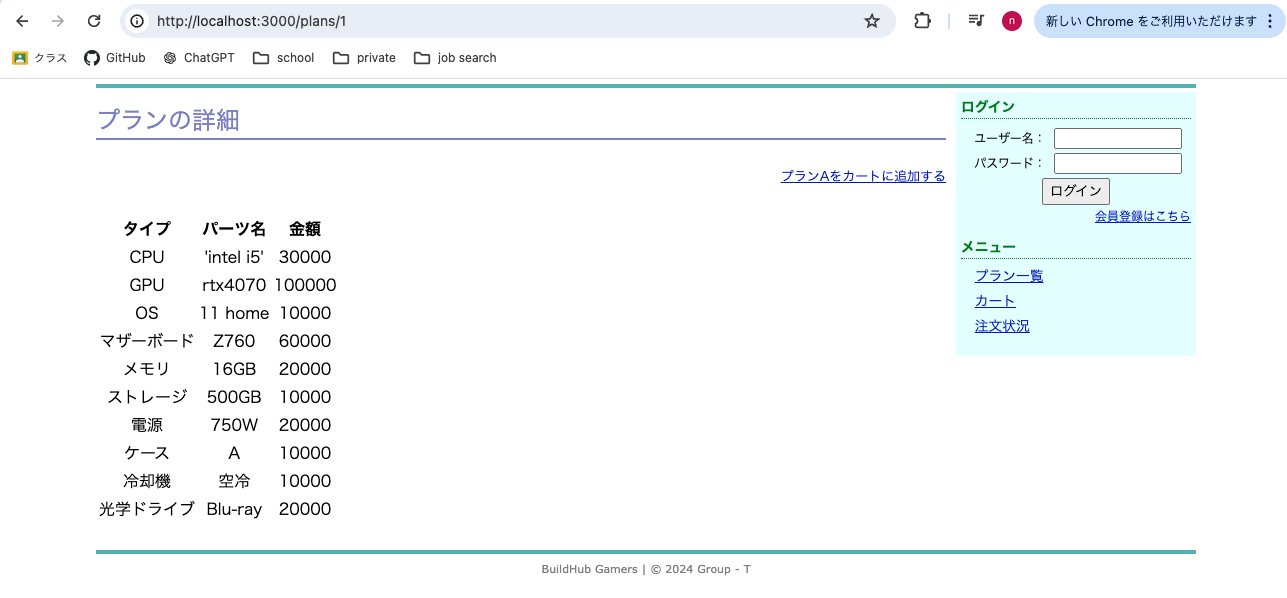 http://localhost:3000/plans/1
n
新しい Chrome をご利用いただけます
クラス GitHub ChatGPT school private job search
プランの詳細
プランAをカートに追加する
タイプ パーツ名 金額
CPU 'intel i5' 30000
GPU rtx4070 100000
OS 11 home 10000
マザーボード Z760 60000
メモリ 16GB 20000
ストレージ 500GB 10000
電源 750W 20000
ケース A 10000
冷却機 空冷 10000
光学ドライブ Blu-ray 20000
ログイン
ユーザー名：
パスワード：
ログイン
会員登録はこちら
メニュー
プラン一覧
カート
注文状況
BuildHub Gamers | © 2024 Group - T